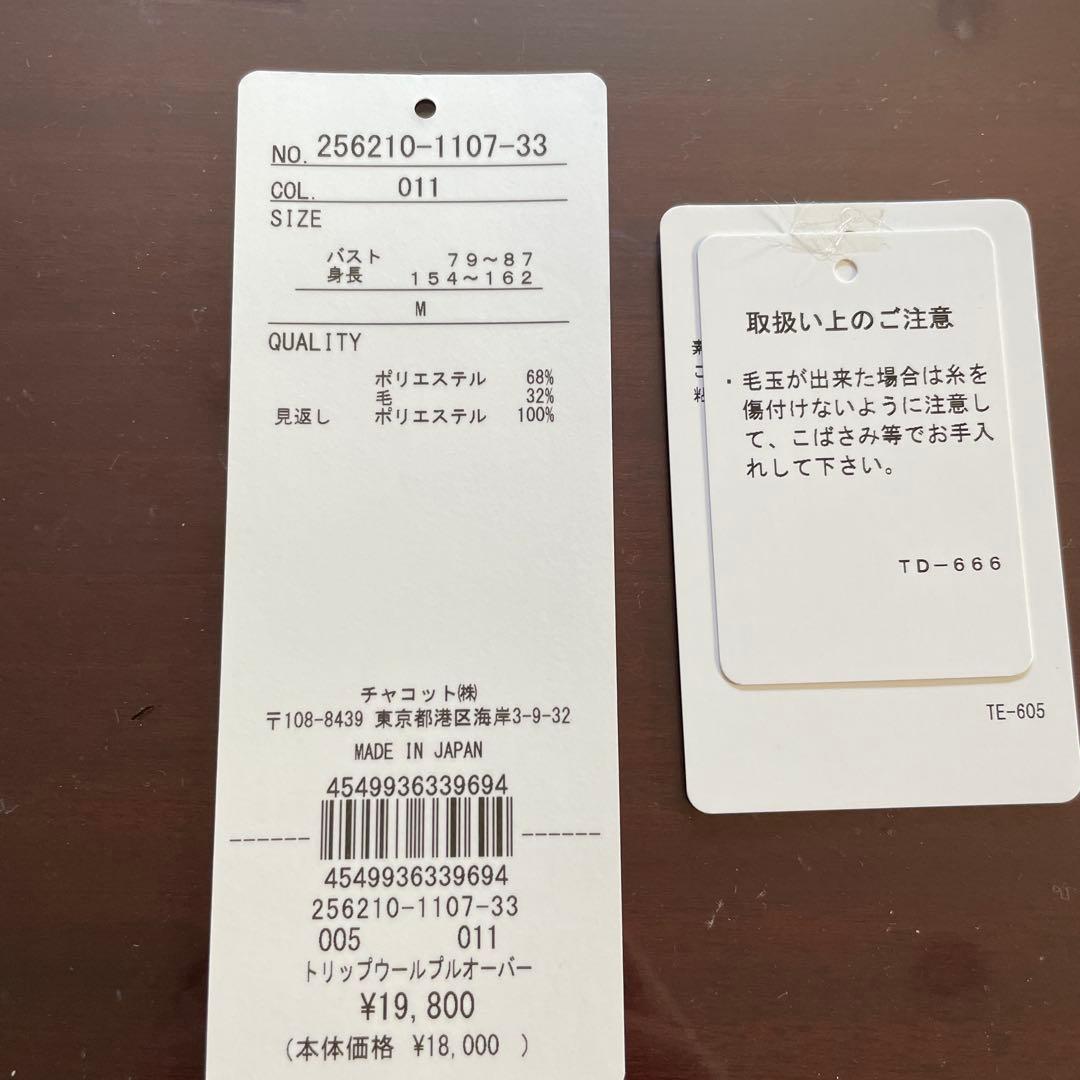 NO. 256210-1107-33
COL. 011
SIZE
バスト 79～87
身長 154～162
M
QUALITY
ポリエステル 68%
毛 32%
見返し ポリエステル 100%
チャコット㈱
〒108-8439 東京都港区海岸3-9-32
MADE IN JAPAN
4549936339694
4549936339694
256210-1107-33
005 011
トリップウールプルオーバー
¥19,800
(本体価格 ¥18,000 )
取扱い上のご注意
・毛玉が出来た場合は糸を
傷付けないように注意し
て、こばさみ等でお手入
れして下さい。
TD-666
TE-605